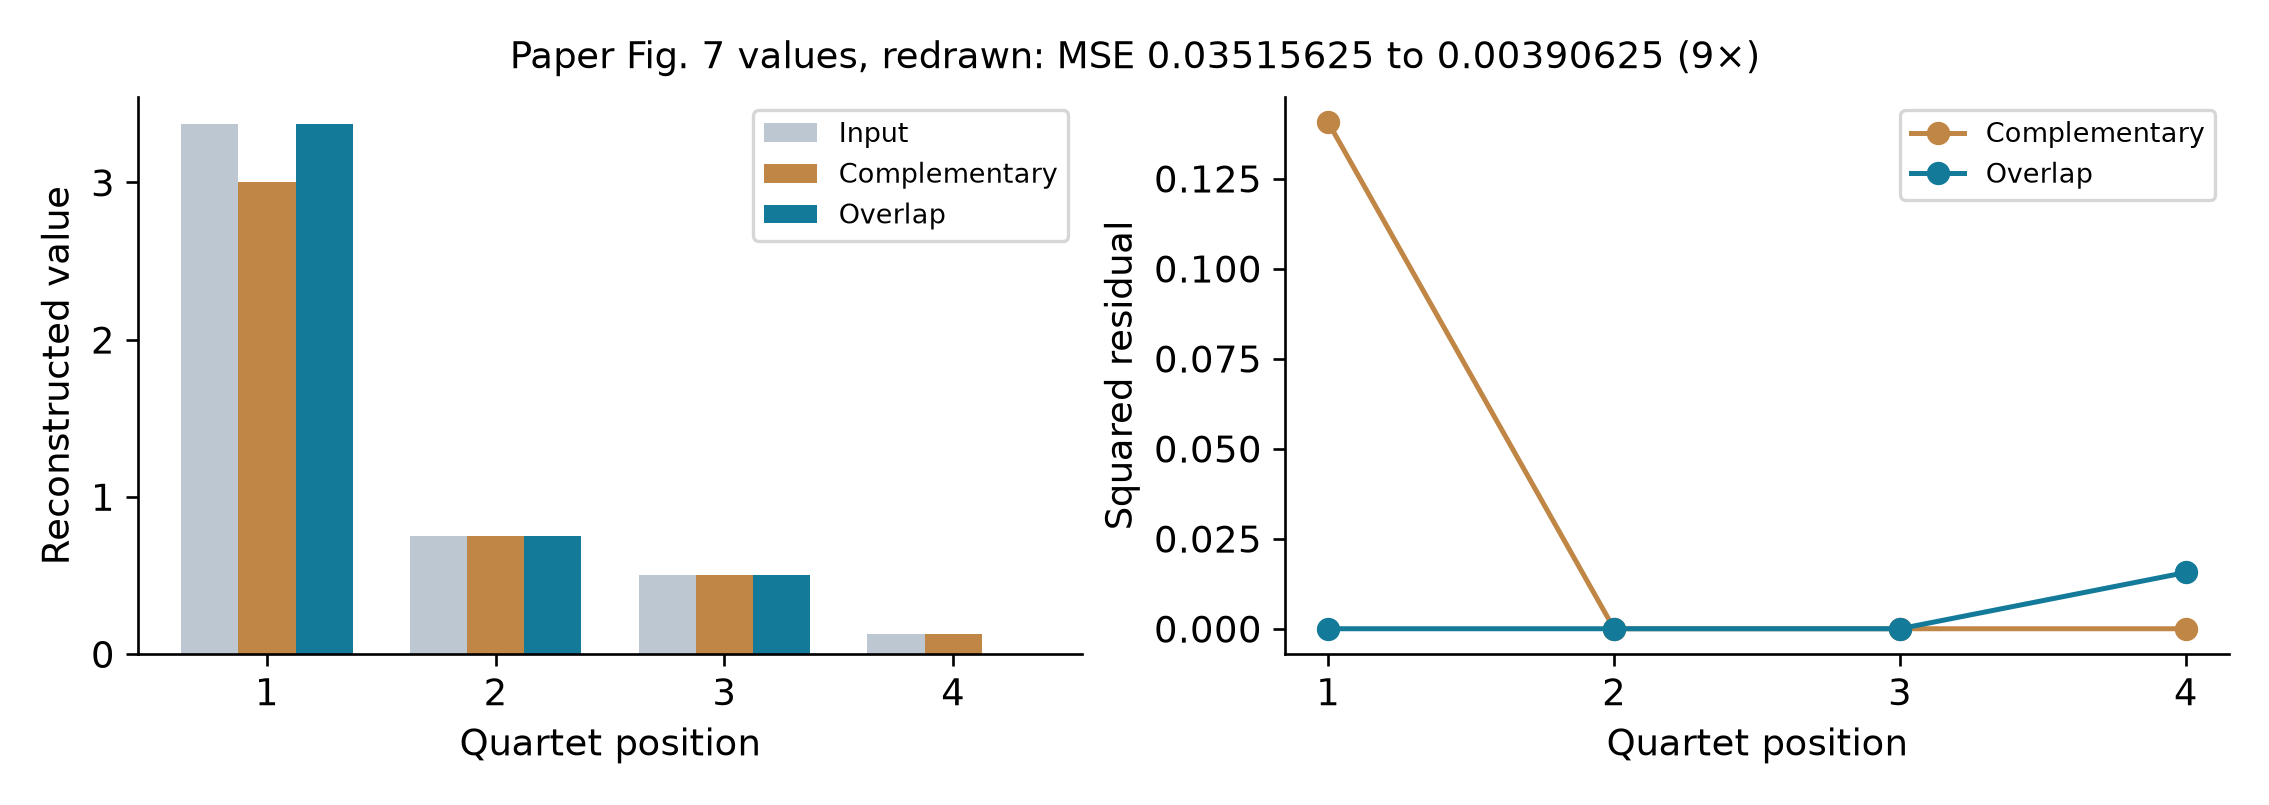 Paper Fig. 7 values, redrawn: MSE 0.03515625 to 0.00390625 (9×)
Reconstructed value
3
2
1
0
1
2
3
4
Quartet position
Input
Complementary
Overlap
Squared residual
0.125
0.100
0.075
0.050
0.025
0.000
1
2
3
4
Quartet position
Complementary
Overlap